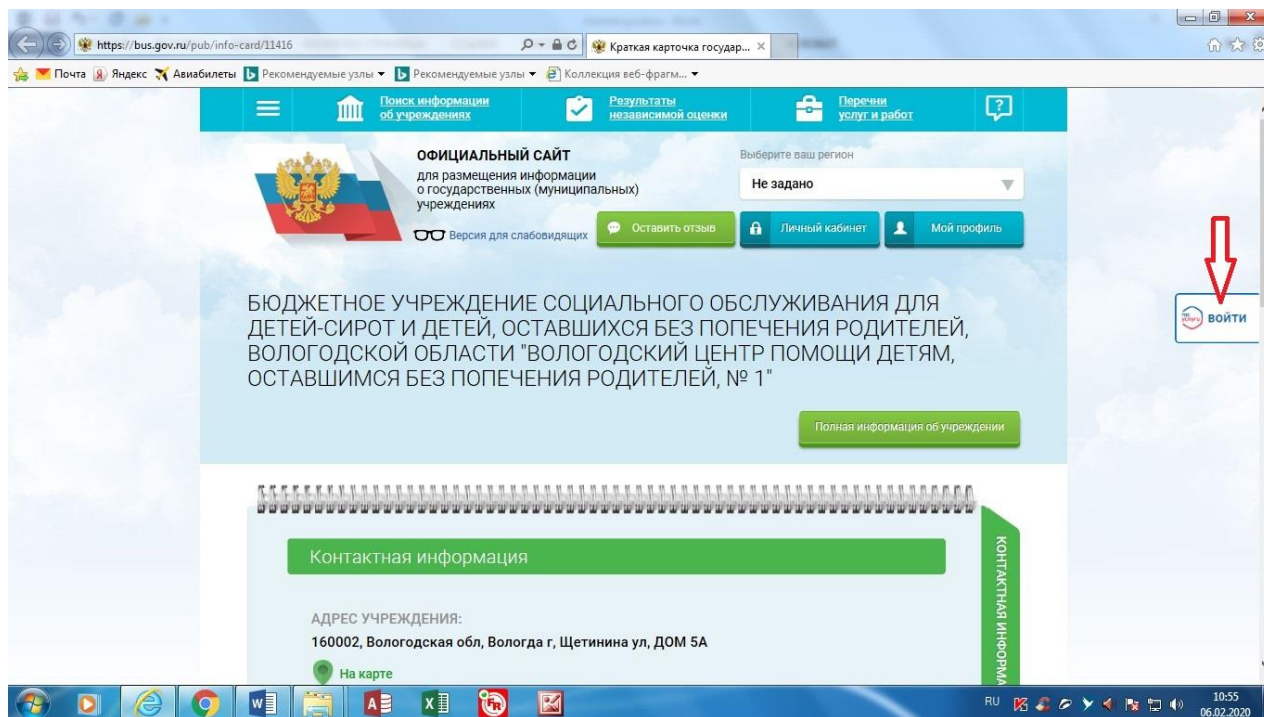 https://bus.gov.ru/pub/info-card/11416
Краткая карточка государ...
Почта Яндекс Авиабилеты Рекомендуемые узлы Рекомендуемые узлы Коллекция веб-фрагм...
Поиск информации
об учреждениях
Результаты
независимой оценки
Перечни
услуг и работ
ОФИЦИАЛЬНЫЙ САЙТ
для размещения информации
о государственных (муниципальных)
учреждениях
Версия для слабовидящих
Выберите ваш регион
Не задано
Оставить отзыв
Личный кабинет
Мой профиль
ВОЙТИ
БЮДЖЕТНОЕ УЧРЕЖДЕНИЕ СОЦИАЛЬНОГО ОБСЛУЖИВАНИЯ ДЛЯ
ДЕТЕЙ-СИРОТ И ДЕТЕЙ, ОСТАВШИХСЯ БЕЗ ПОПЕЧЕНИЯ РОДИТЕЛЕЙ,
ВОЛОГОДСКОЙ ОБЛАСТИ "ВОЛОГОДСКИЙ ЦЕНТР ПОМОЩИ ДЕТЯМ,
ОСТАВШИМСЯ БЕЗ ПОПЕЧЕНИЯ РОДИТЕЛЕЙ, № 1"
Полная информация об учреждении
Контактная информация
КОНТАКТНАЯ ИНФОРМА
АДРЕС УЧРЕЖДЕНИЯ:
160002, Вологодская обл, Вологда г, Щетинина ул, ДОМ 5А
На карте
RU
10:55
06.02.2020